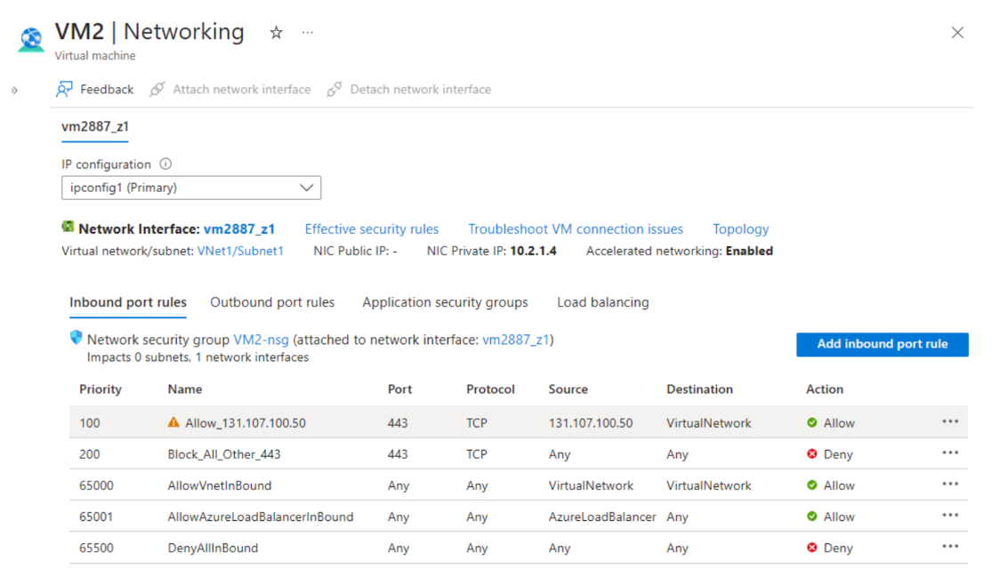 VM2 | Networking ☆ ...
Virtual machine
» Feedback Attach network interface Detach network interface
vm2887_z1
IP configuration
ipconfig1 (Primary)
Network Interface: vm2887_z1 Effective security rules Troubleshoot VM connection issues Topology
Virtual network/subnet: VNet1/Subnet1 NIC Public IP: - NIC Private IP: 10.2.1.4 Accelerated networking: Enabled
Inbound port rules Outbound port rules Application security groups Load balancing
Network security group VM2-nsg (attached to network interface: vm2887_z1)
Impacts 0 subnets, 1 network interfaces
Add inbound port rule
Priority Name Port Protocol Source Destination Action
100 Allow_131.107.100.50 443 TCP 131.107.100.50 VirtualNetwork Allow ...
200 Block_All_Other_443 443 TCP Any Any Deny ...
65000 AllowVnetInBound Any Any VirtualNetwork VirtualNetwork Allow ...
65001 AllowAzureLoadBalancerInBound Any Any AzureLoadBalancer Any Allow ...
65500 DenyAllInBound Any Any Any Any Deny ...